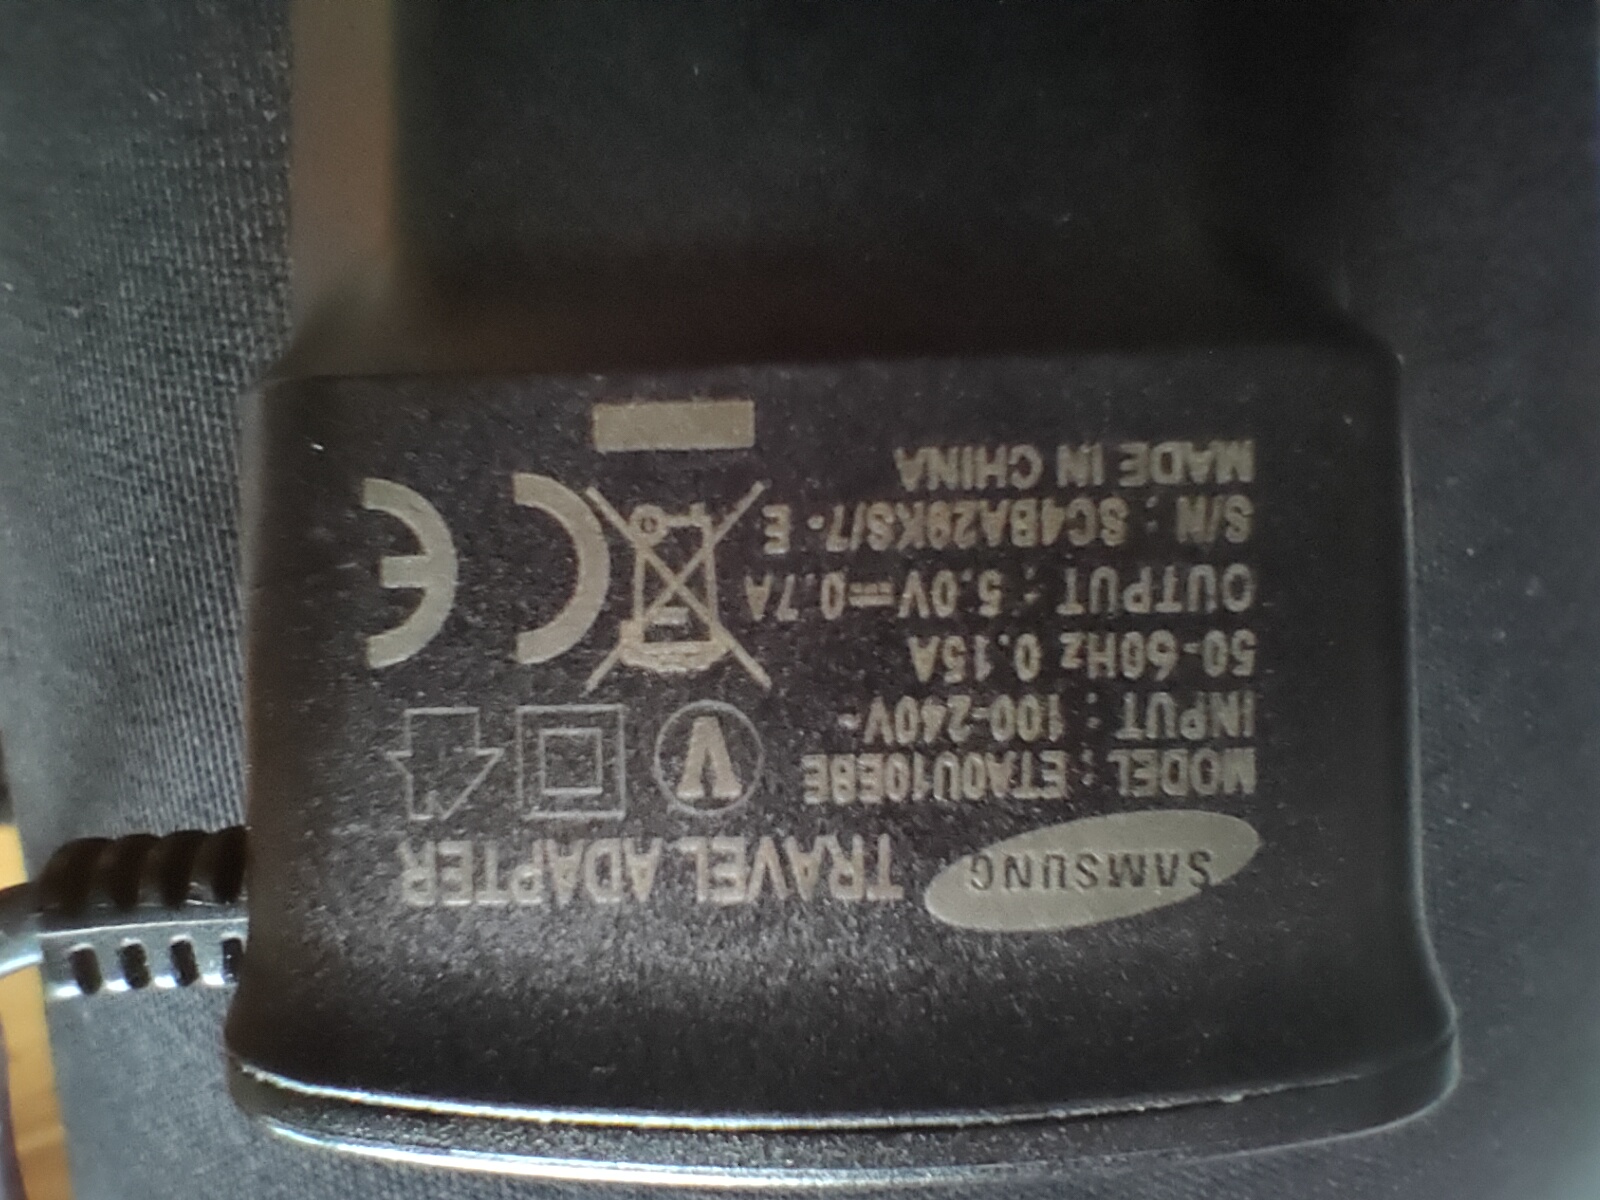 SAMSUNG TRAVEL ADAPTER
MODEL : ETA0U10EBE
INPUT : 100-240V~
50-60Hz 0.15A
OUTPUT : 5.0V⎓0.7A
S/N : SC4BA29KS/7- E
MADE IN CHINA
V
CE